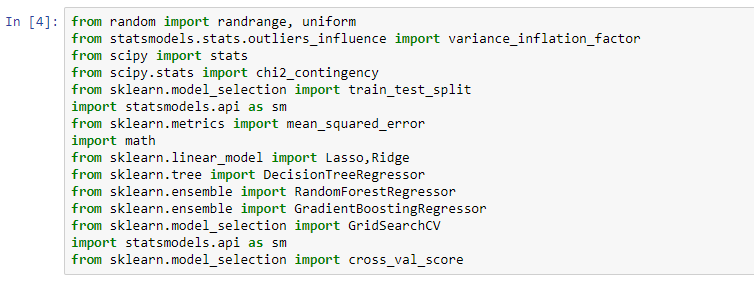 In [4]: from random import randrange, uniform
from statsmodels.stats.outliers_influence import variance_inflation_factor
from scipy import stats
from scipy.stats import chi2_contingency
from sklearn.model_selection import train_test_split
import statsmodels.api as sm
from sklearn.metrics import mean_squared_error
import math
from sklearn.linear_model import Lasso,Ridge
from sklearn.tree import DecisionTreeRegressor
from sklearn.ensemble import RandomForestRegressor
from sklearn.ensemble import GradientBoostingRegressor
from sklearn.model_selection import GridSearchCV
import statsmodels.api as sm
from sklearn.model_selection import cross_val_score